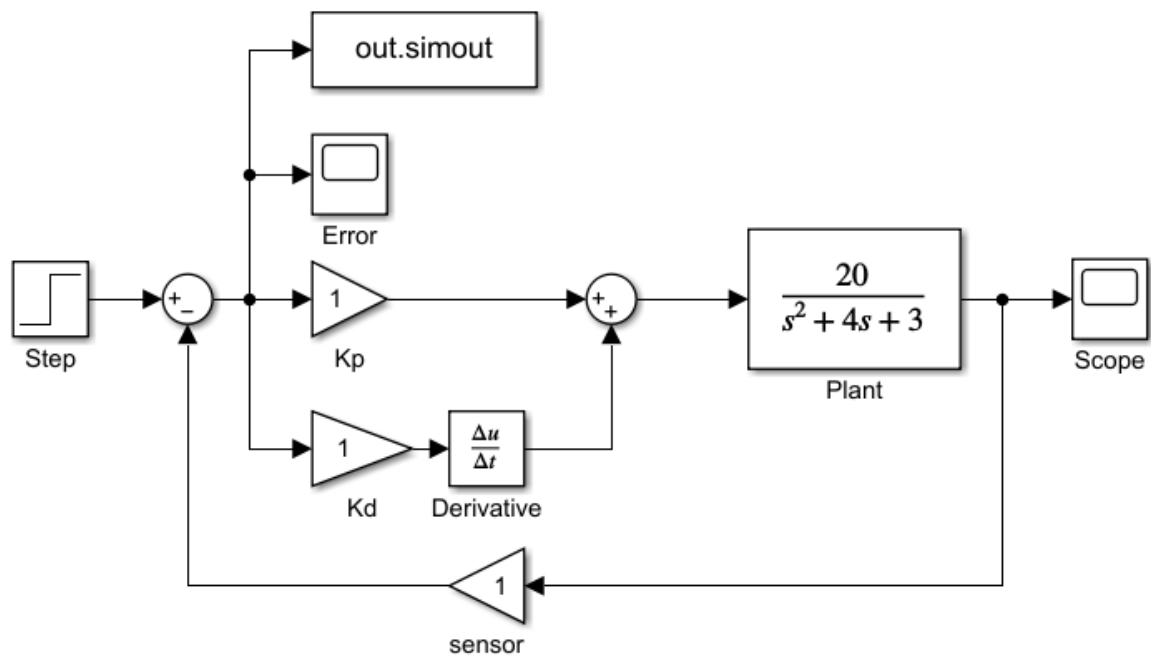 out.simout
Error
Step
+
−
1
Kp
+
+
20
s² + 4s + 3
Plant
Scope
1
Kd
Δu
Δt
Derivative
1
sensor